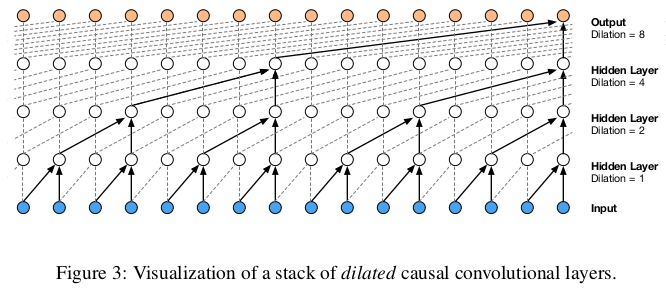 Output
Dilation = 8
Hidden Layer
Dilation = 4
Hidden Layer
Dilation = 2
Hidden Layer
Dilation = 1
Input
Figure 3: Visualization of a stack of dilated causal convolutional layers.